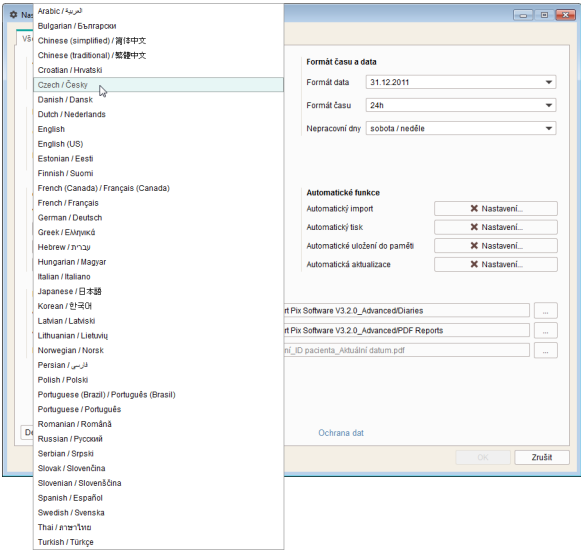 Arabic / العربية
Bulgarian / Български
Chinese (simplified) / 简体中文
Chinese (traditional) / 繁體中文
Croatian / Hrvatski
Czech / Česky
Danish / Dansk
Dutch / Nederlands
English
English (US)
Estonian / Eesti
Finnish / Suomi
French (Canada) / Français (Canada)
French / Français
German / Deutsch
Greek / Ελληνικά
Hebrew / עברית
Hungarian / Magyar
Italian / Italiano
Japanese / 日本語
Korean / 한국어
Latvian / Latviski
Lithuanian / Lietuvių
Norwegian / Norsk
Persian / فارسی
Polish / Polski
Portuguese (Brazil) / Português (Brasil)
Portuguese / Português
Romanian / Română
Russian / Русский
Serbian / Srpski
Slovak / Slovenčina
Slovenian / Slovenščina
Spanish / Español
Swedish / Svenska
Thai / ภาษาไทย
Turkish / Türkçe
Formát času a data
Formát data 31.12.2011
Formát času 24h
Nepracovní dny sobota / neděle
Automatické funkce
Automatický import Nastavení...
Automatický tisk Nastavení...
Automatické uložení do paměti Nastavení...
Automatická aktualizace Nastavení...
rt Pix Software V3.2.0_Advanced/Diaries ...
rt Pix Software V3.2.0_Advanced/PDF Reports ...
ní_ID pacienta_Aktuální datum.pdf ...
Ochrana dat
OK Zrušit